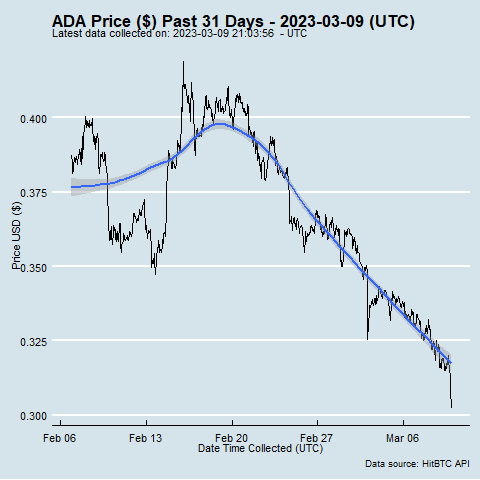 ADA Price ($) Past 31 Days - 2023-03-09 (UTC)
Latest data collected on: 2023-03-09 21:03:56 - UTC
0.400
0.375
0.350
0.325
0.300
Price USD ($)
Feb 06 Feb 13 Feb 20 Feb 27 Mar 06
Date Time Collected (UTC)
Data source: HitBTC API